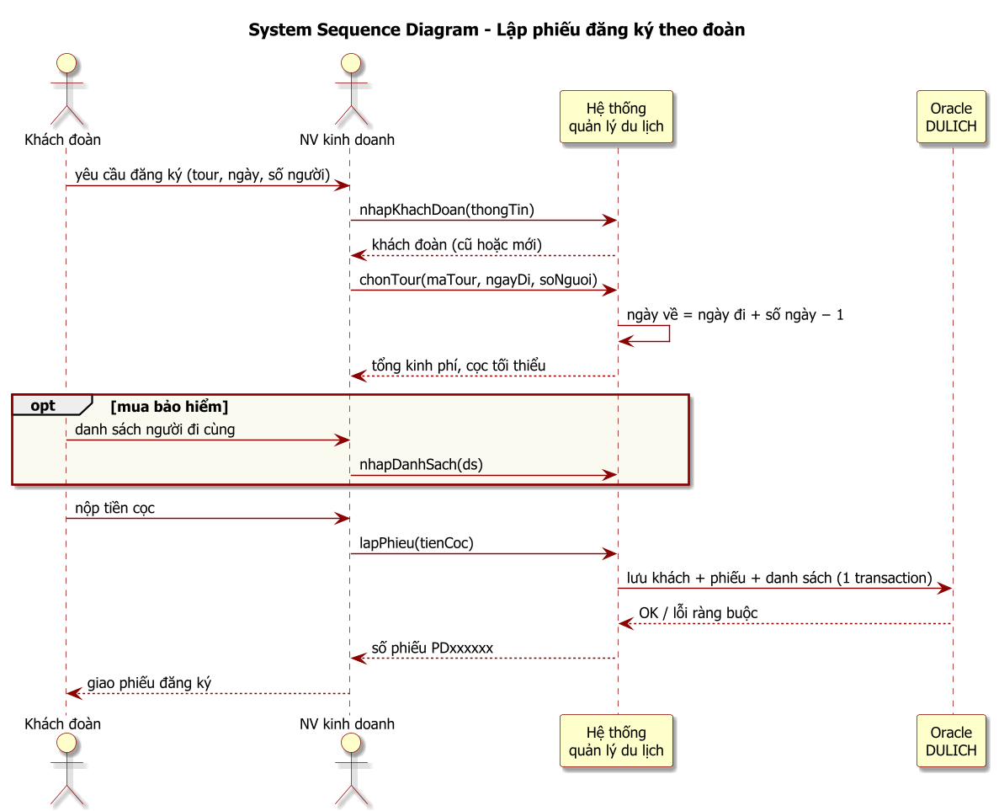 System Sequence Diagram - Lập phiếu đăng ký theo đoàn
Khách đoàn
NV kinh doanh
Hệ thống
quản lý du lịch
Oracle
DULICH
yêu cầu đăng ký (tour, ngày, số người)
nhapKhachDoan(thongTin)
khách đoàn (cũ hoặc mới)
chonTour(maTour, ngayDi, soNguoi)
ngày về = ngày đi + số ngày − 1
tổng kinh phí, cọc tối thiểu
opt
[mua bảo hiểm]
danh sách người đi cùng
nhapDanhSach(ds)
nộp tiền cọc
lapPhieu(tienCoc)
lưu khách + phiếu + danh sách (1 transaction)
OK / lỗi ràng buộc
số phiếu PDxxxxxx
giao phiếu đăng ký
Khách đoàn
NV kinh doanh
Hệ thống
quản lý du lịch
Oracle
DULICH